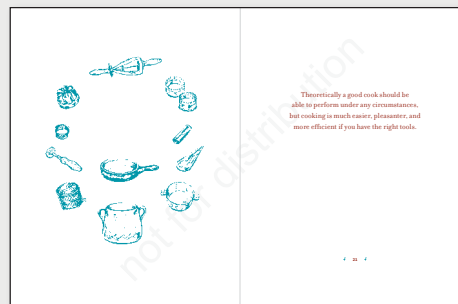 Theoretically a good cook should be
able to perform under any circumstances,
but cooking is much easier, pleasanter, and
more efficient if you have the right tools.
not for distribution